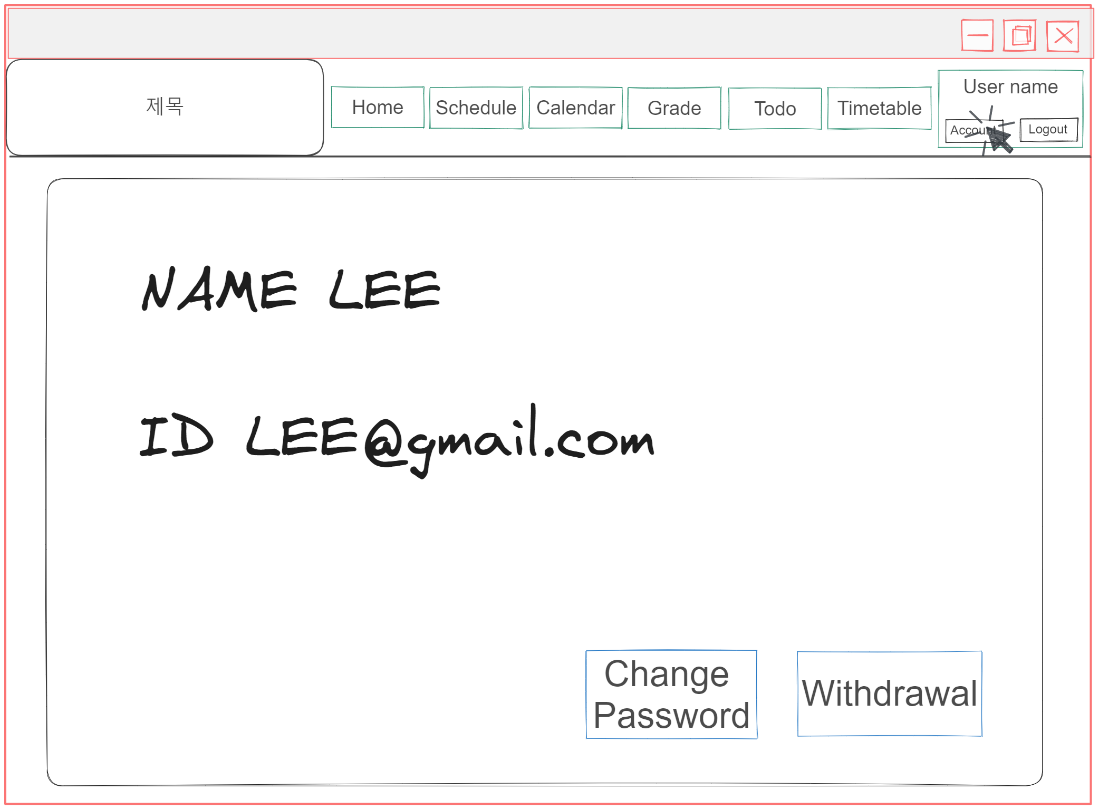 제목
Home
Schedule
Calendar
Grade
Todo
Timetable
User name
Account
Logout
NAME LEE
ID LEE@gmail.com
Change
Password
Withdrawal